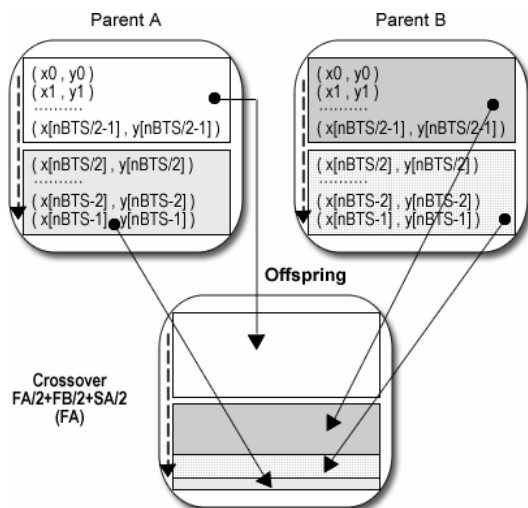 Parent A
( x0 , y0 )
( x1 , y1 )
..........
( x[nBTS/2-1] , y[nBTS/2-1] )
( x[nBTS/2] , y[nBTS/2] )
..........
( x[nBTS-2] , y[nBTS-2] )
( x[nBTS-1] , y[nBTS-1] )
Parent B
( x0 , y0 )
( x1 , y1 )
..........
( x[nBTS/2-1] , y[nBTS/2-1] )
( x[nBTS/2] , y[nBTS/2] )
..........
( x[nBTS-2] , y[nBTS-2] )
( x[nBTS-1] , y[nBTS-1] )
Offspring
Crossover
FA/2+FB/2+SA/2
(FA)